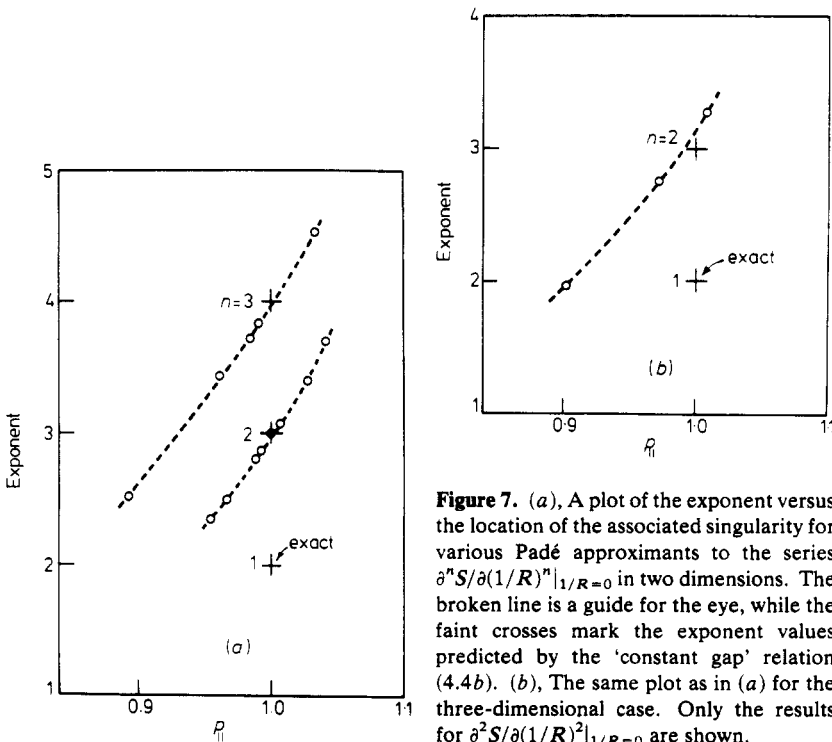 5
4
3
2
1
Exponent
n=3
2
1
exact
(a)
0·9
1·0
1·1
P||
4
3
2
1
Exponent
n=2
1
exact
(b)
0·9
1·0
1·1
P||
Figure 7. (a), A plot of the exponent versus
the location of the associated singularity for
various Padé approximants to the series
∂ⁿS/∂(1/R)ⁿ|1/R=0 in two dimensions. The
broken line is a guide for the eye, while the
faint crosses mark the exponent values
predicted by the 'constant gap' relation
(4.4b). (b), The same plot as in (a) for the
three-dimensional case. Only the results
for ∂²S/∂(1/R)²|1/R=0 are shown.